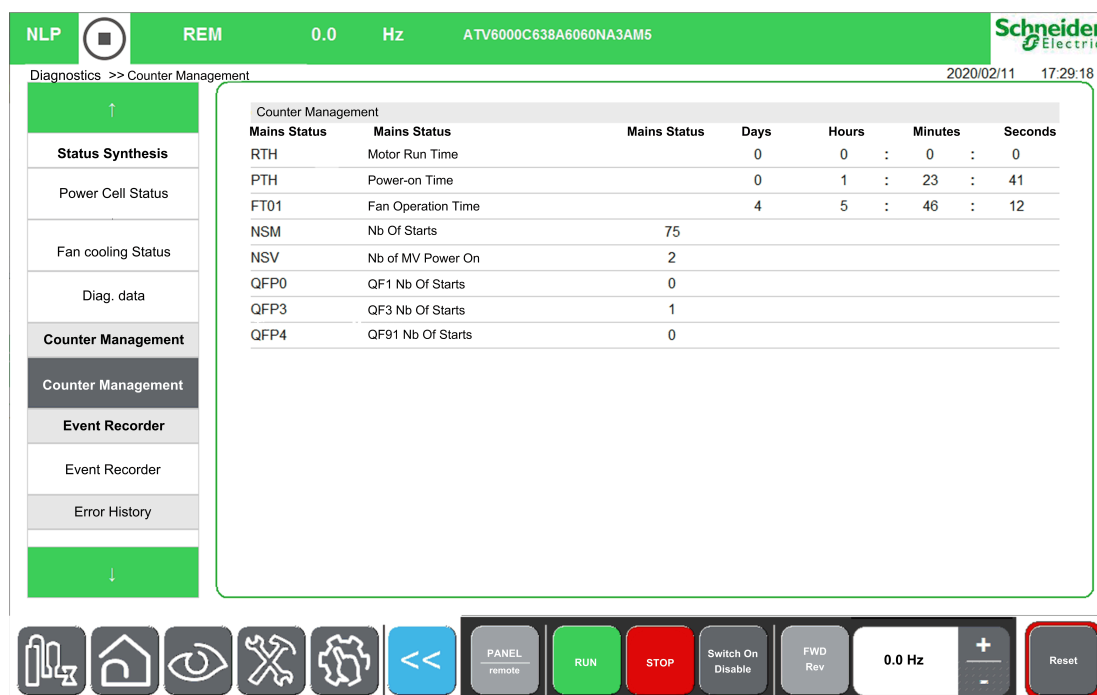 NLP REM 0.0 Hz ATV6000C638A6060NA3AM5 Schneider Electric
Diagnostics >> Counter Management 2020/02/11 17:29:18
↑
Status Synthesis
Power Cell Status
Fan cooling Status
Diag. data
Counter Management
Counter Management
Event Recorder
Event Recorder
Error History
↓
Counter Management
Mains Status Mains Status Mains Status Days Hours Minutes Seconds
RTH Motor Run Time 0 0 : 0 : 0
PTH Power-on Time 0 1 : 23 : 41
FT01 Fan Operation Time 4 5 : 46 : 12
NSM Nb Of Starts 75
NSV Nb of MV Power On 2
QFP0 QF1 Nb Of Starts 0
QFP3 QF3 Nb Of Starts 1
QFP4 QF91 Nb Of Starts 0
<<
PANEL
remote
RUN
STOP
Switch On
Disable
FWD
Rev
0.0 Hz
+
-
Reset